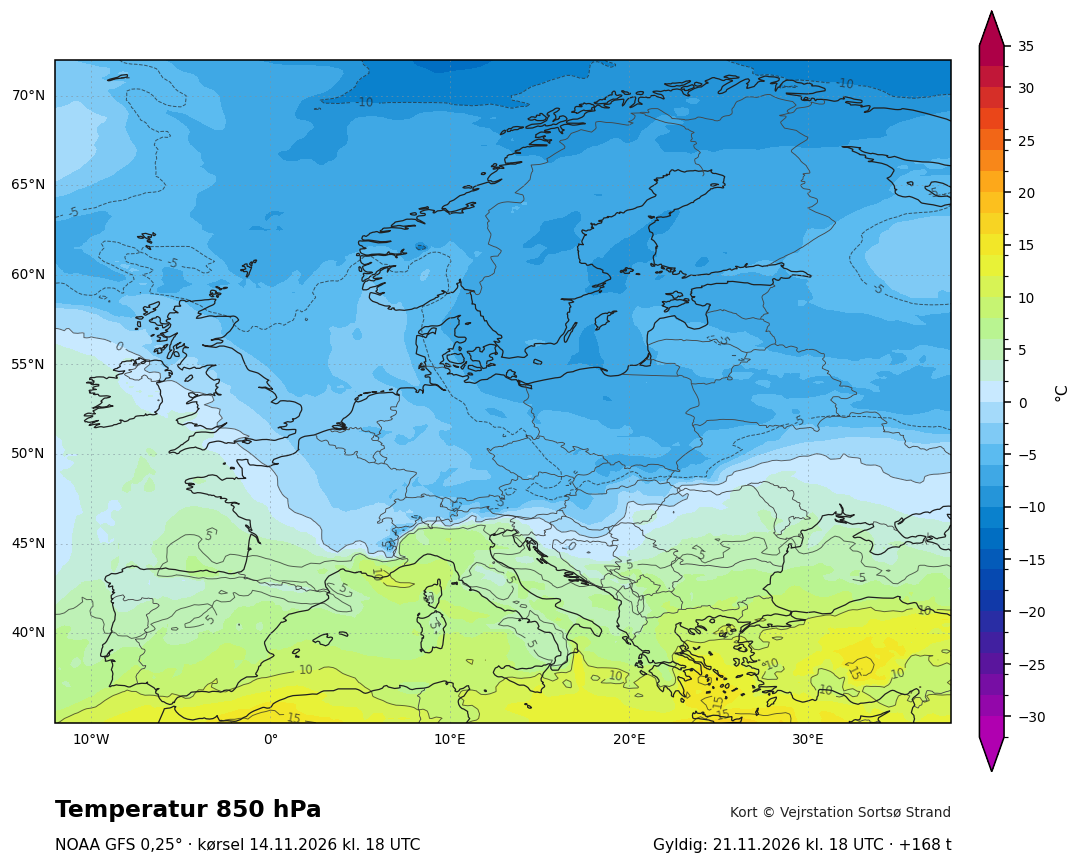 70°N
65°N
60°N
55°N
50°N
45°N
40°N
10°W
0°
10°E
20°E
30°E
35
30
25
20
15
10
5
0
−5
−10
−15
−20
−25
−30
°C
Temperatur 850 hPa
Kort © Vejrstation Sortsø Strand
NOAA GFS 0,25° · kørsel 14.11.2026 kl. 18 UTC
Gyldig: 21.11.2026 kl. 18 UTC · +168 t